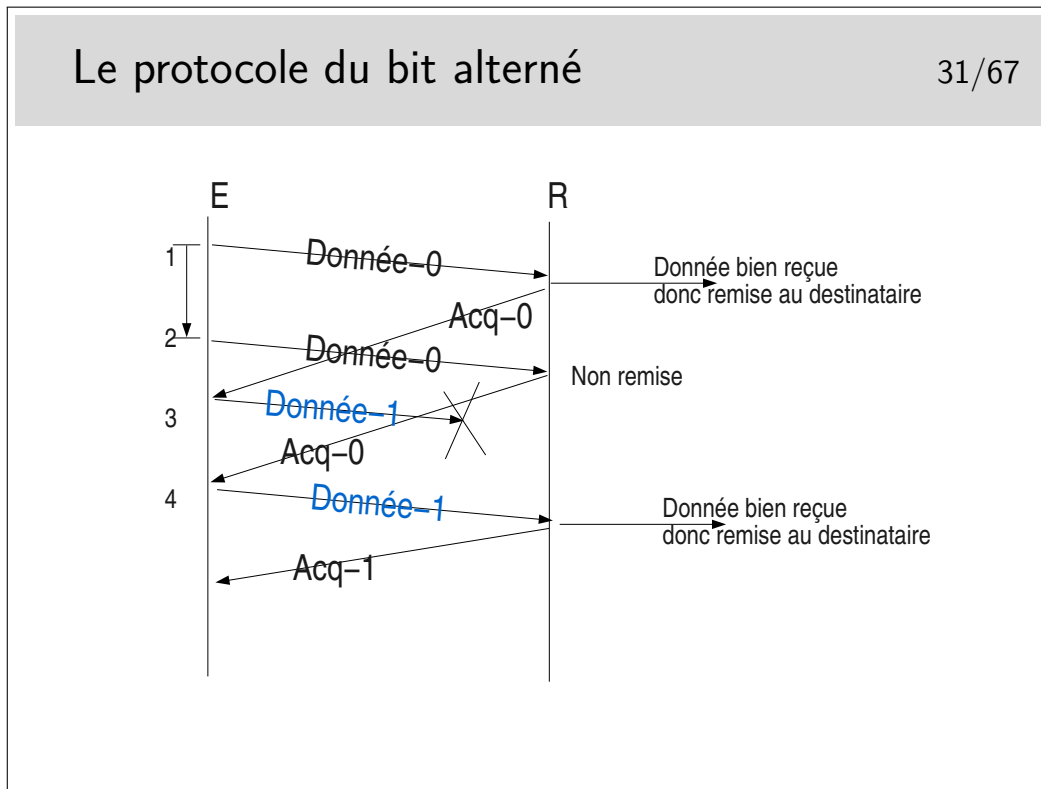 Le protocole du bit alterné 31/67
E R
1
Donnée-0
Donnée bien reçue
donc remise au destinataire
Acq-0
2
Donnée-0
Non remise
3
Donnée-1
Acq-0
4
Donnée-1
Donnée bien reçue
donc remise au destinataire
Acq-1